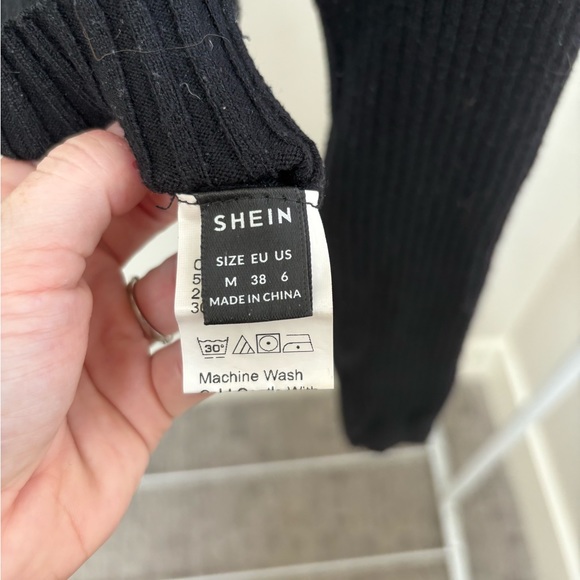 SHEIN
SIZE EU US
M 38 6
MADE IN CHINA
30°
Machine Wash